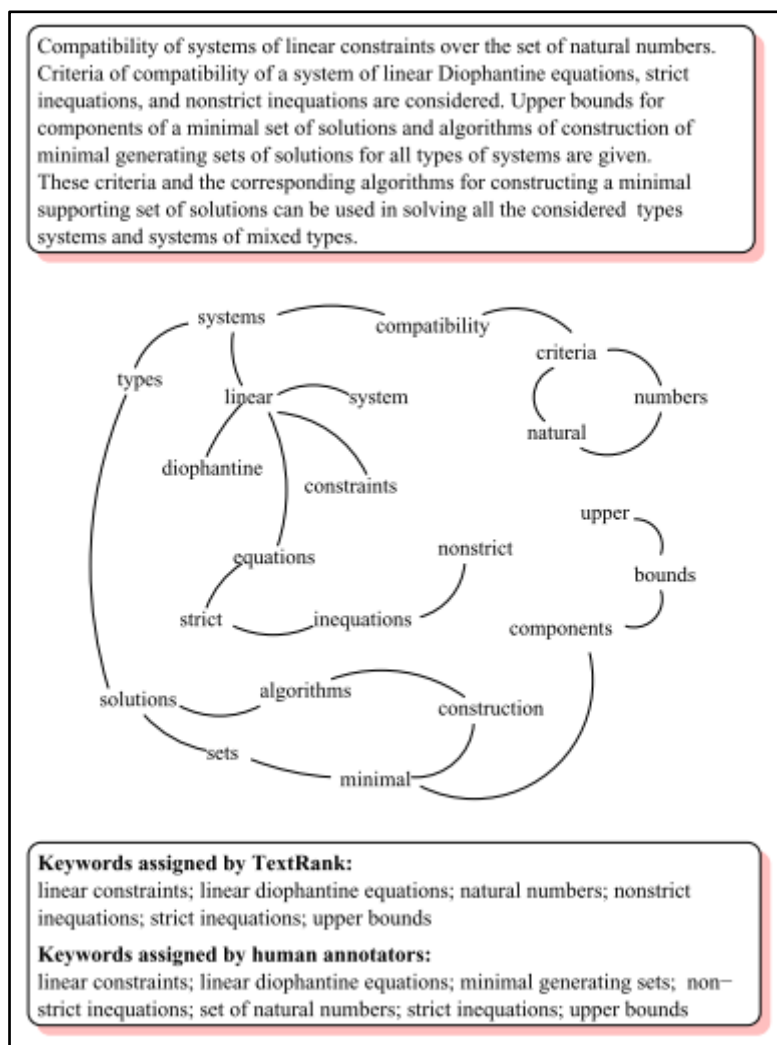 Compatibility of systems of linear constraints over the set of natural numbers.
Criteria of compatibility of a system of linear Diophantine equations, strict
inequations, and nonstrict inequations are considered. Upper bounds for
components of a minimal set of solutions and algorithms of construction of
minimal generating sets of solutions for all types of systems are given.
These criteria and the corresponding algorithms for constructing a minimal
supporting set of solutions can be used in solving all the considered types
systems and systems of mixed types.
systems
compatibility
criteria
types
linear
system
numbers
natural
diophantine
constraints
upper
nonstrict
equations
bounds
strict
inequations
components
algorithms
solutions
construction
sets
minimal
Keywords assigned by TextRank:
linear constraints; linear diophantine equations; natural numbers; nonstrict
inequations; strict inequations; upper bounds
Keywords assigned by human annotators:
linear constraints; linear diophantine equations; minimal generating sets; non−
strict inequations; set of natural numbers; strict inequations; upper bounds